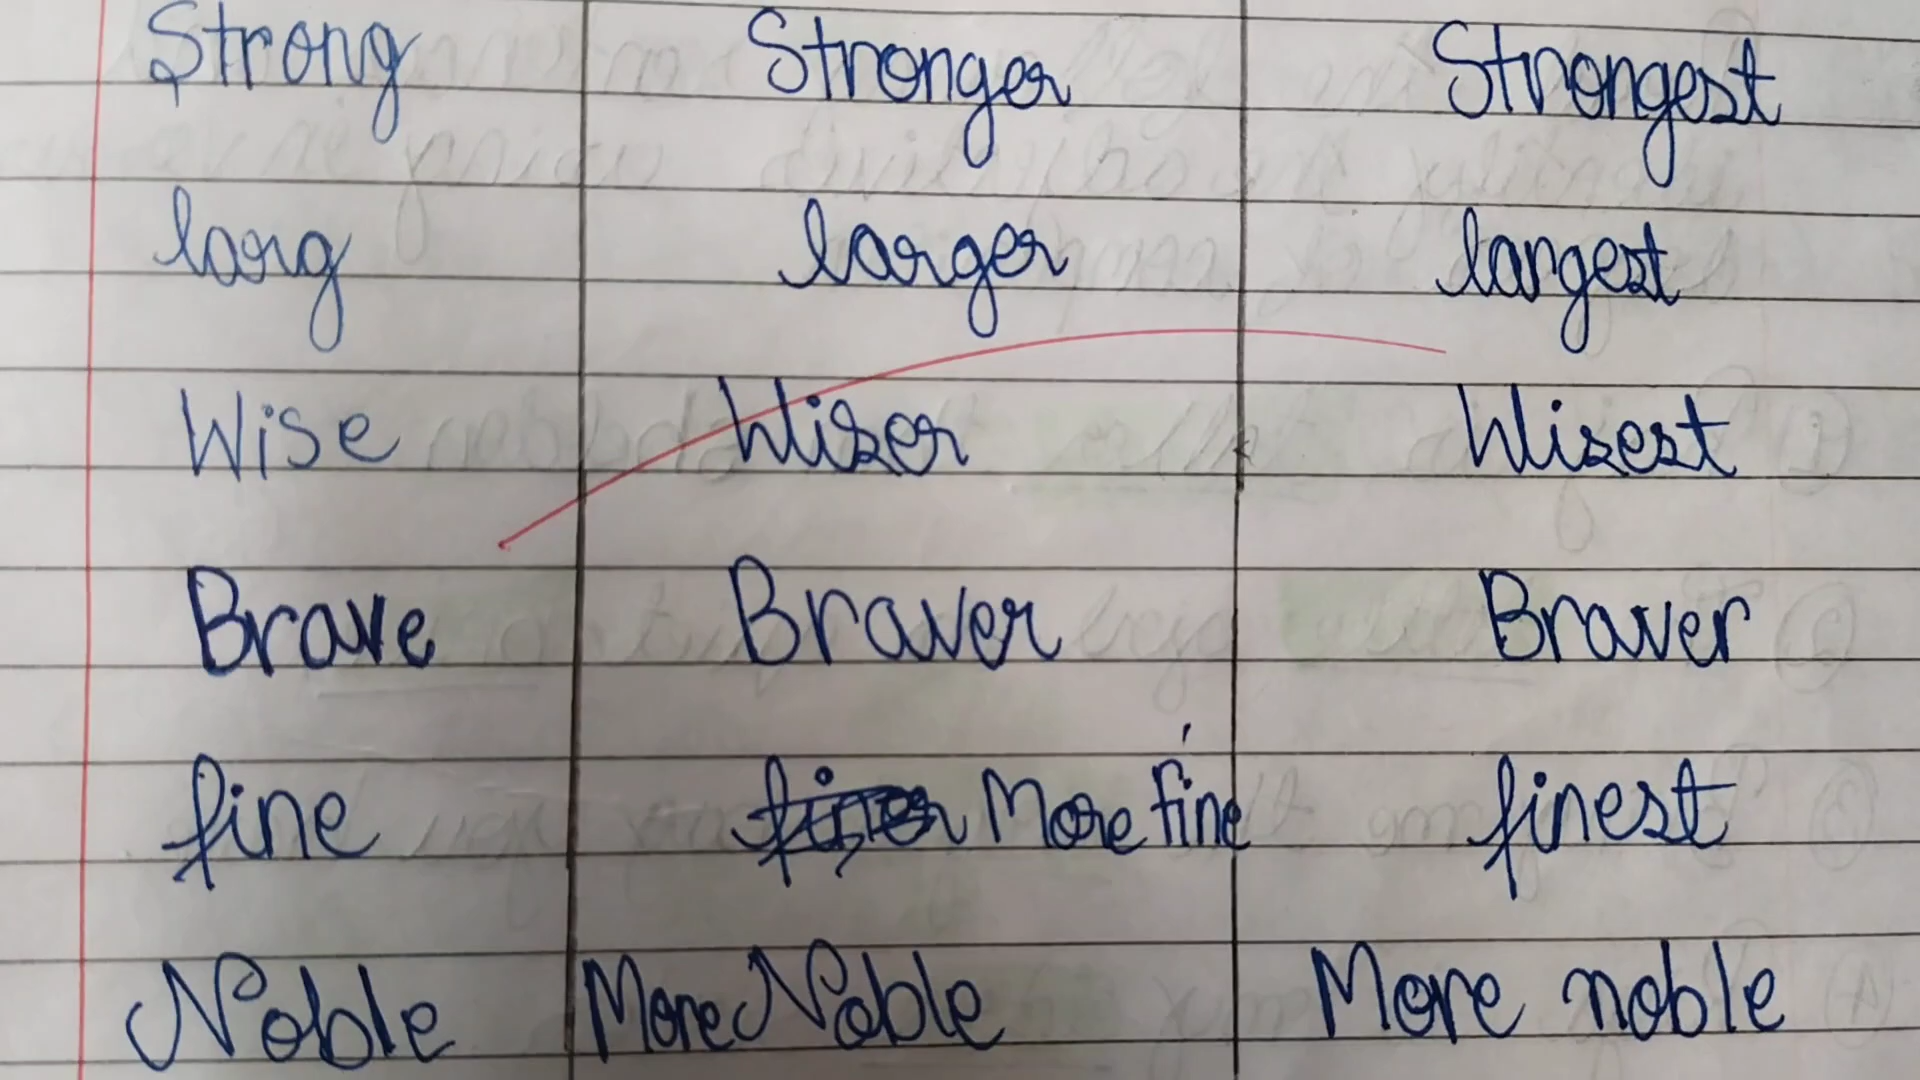 Strong Stronger Strongest
larg larger largest
Wise Wiser Wisest
Brave Braver Braver
fine More fine finest
Noble More Noble More noble